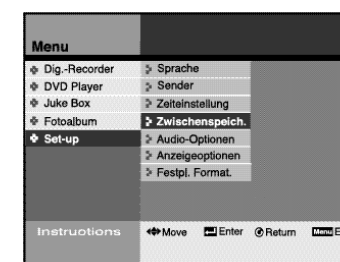 Menu
Dig.-Recorder
DVD Player
Juke Box
Fotoalbum
Set-up
Sprache
Sender
Zeiteinstellung
Zwischenspeich.
Audio-Optionen
Anzeigeoptionen
Festpl. Format.
Instructions Move Enter Return Menu E